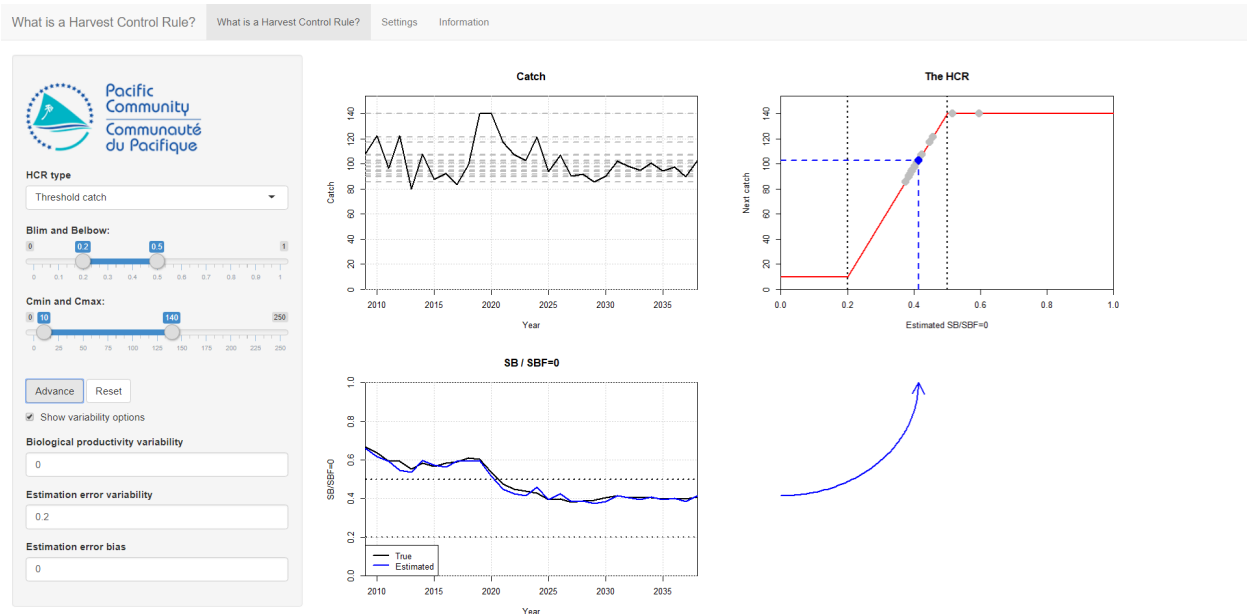 What is a Harvest Control Rule?
What is a Harvest Control Rule?
Settings
Information
Pacific
Community
Communauté
du Pacifique
HCR type
Threshold catch
Blim and Belbow:
0 0.2 0.5 1
0 0.1 0.2 0.3 0.4 0.5 0.6 0.7 0.8 0.9 1
Cmin and Cmax:
0 10 140 250
0 25 50 75 100 125 150 175 200 225 250
Advance
Reset
Show variability options
Biological productivity variability
0
Estimation error variability
0.2
Estimation error bias
0
Catch
Catch
0 20 40 60 80 100 120 140
2010 2015 2020 2025 2030 2035
Year
The HCR
Next catch
0 20 40 60 80 100 120 140
0.0 0.2 0.4 0.6 0.8 1.0
Estimated SB/SBF=0
SB / SBF=0
SB/SBF=0
0.0 0.2 0.4 0.6 0.8 1.0
True
Estimated
2010 2015 2020 2025 2030 2035
Year